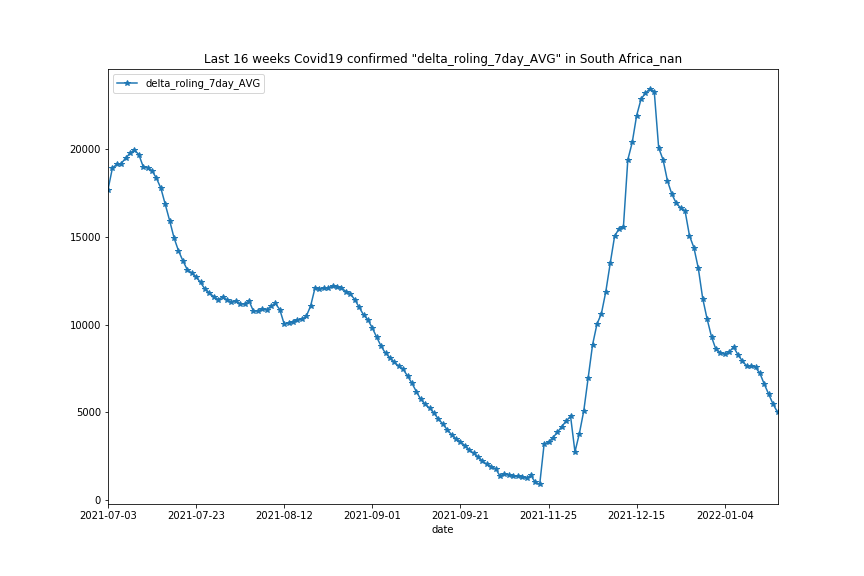 Last 16 weeks Covid19 confirmed "delta_roling_7day_AVG" in South Africa_nan
delta_roling_7day_AVG
20000
15000
10000
5000
0
2021-07-03 2021-07-23 2021-08-12 2021-09-01 2021-09-21 2021-11-25 2021-12-15 2022-01-04
date